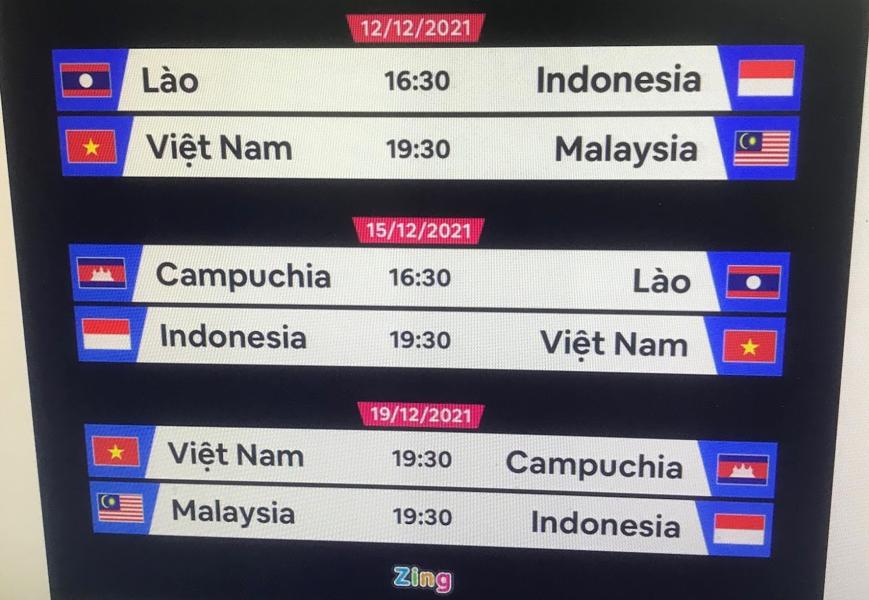 12/12/2021
Lào 16:30 Indonesia
Việt Nam 19:30 Malaysia
15/12/2021
Campuchia 16:30 Lào
Indonesia 19:30 Việt Nam
19/12/2021
Việt Nam 19:30 Campuchia
Malaysia 19:30 Indonesia
Zing